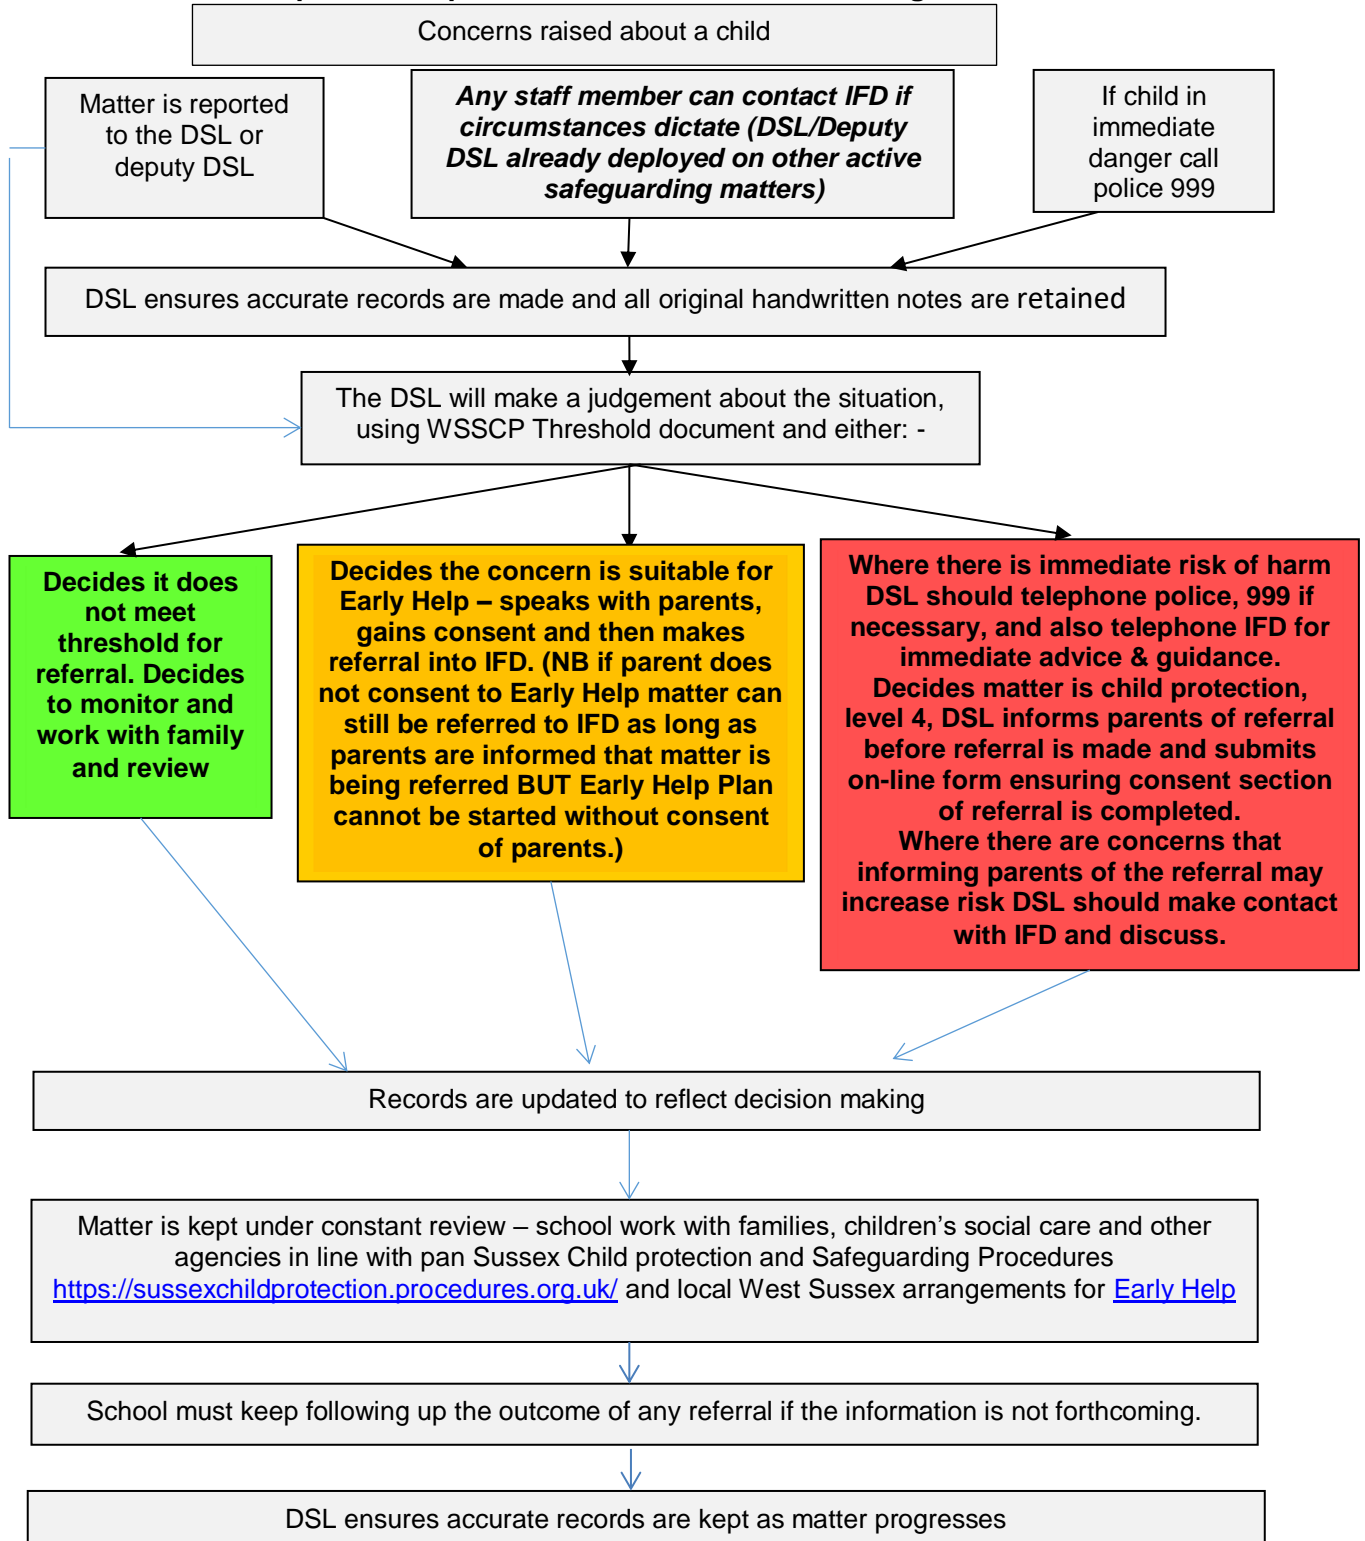 Concerns raised about a child
Matter is reported
to the DSL or
deputy DSL
Any staff member can contact IFD if
circumstances dictate (DSL/Deputy
DSL already deployed on other active
safeguarding matters)
If child in
immediate
danger call
police 999
DSL ensures accurate records are made and all original handwritten notes are retained
The DSL will make a judgement about the situation,
using WSSCP Threshold document and either: -
Decides it does
not meet
threshold for
referral. Decides
to monitor and
work with family
and review
Decides the concern is suitable for
Early Help – speaks with parents,
gains consent and then makes
referral into IFD. (NB if parent does
not consent to Early Help matter can
still be referred to IFD as long as
parents are informed that matter is
being referred BUT Early Help Plan
cannot be started without consent
of parents.)
Where there is immediate risk of harm
DSL should telephone police, 999 if
necessary, and also telephone IFD for
immediate advice & guidance.
Decides matter is child protection,
level 4, DSL informs parents of referral
before referral is made and submits
on-line form ensuring consent section
of referral is completed.
Where there are concerns that
informing parents of the referral may
increase risk DSL should make contact
with IFD and discuss.
Records are updated to reflect decision making
Matter is kept under constant review – school work with families, children’s social care and other
agencies in line with pan Sussex Child protection and Safeguarding Procedures
https://sussexchildprotection.procedures.org.uk/ and local West Sussex arrangements for Early Help
School must keep following up the outcome of any referral if the information is not forthcoming.
DSL ensures accurate records are kept as matter progresses